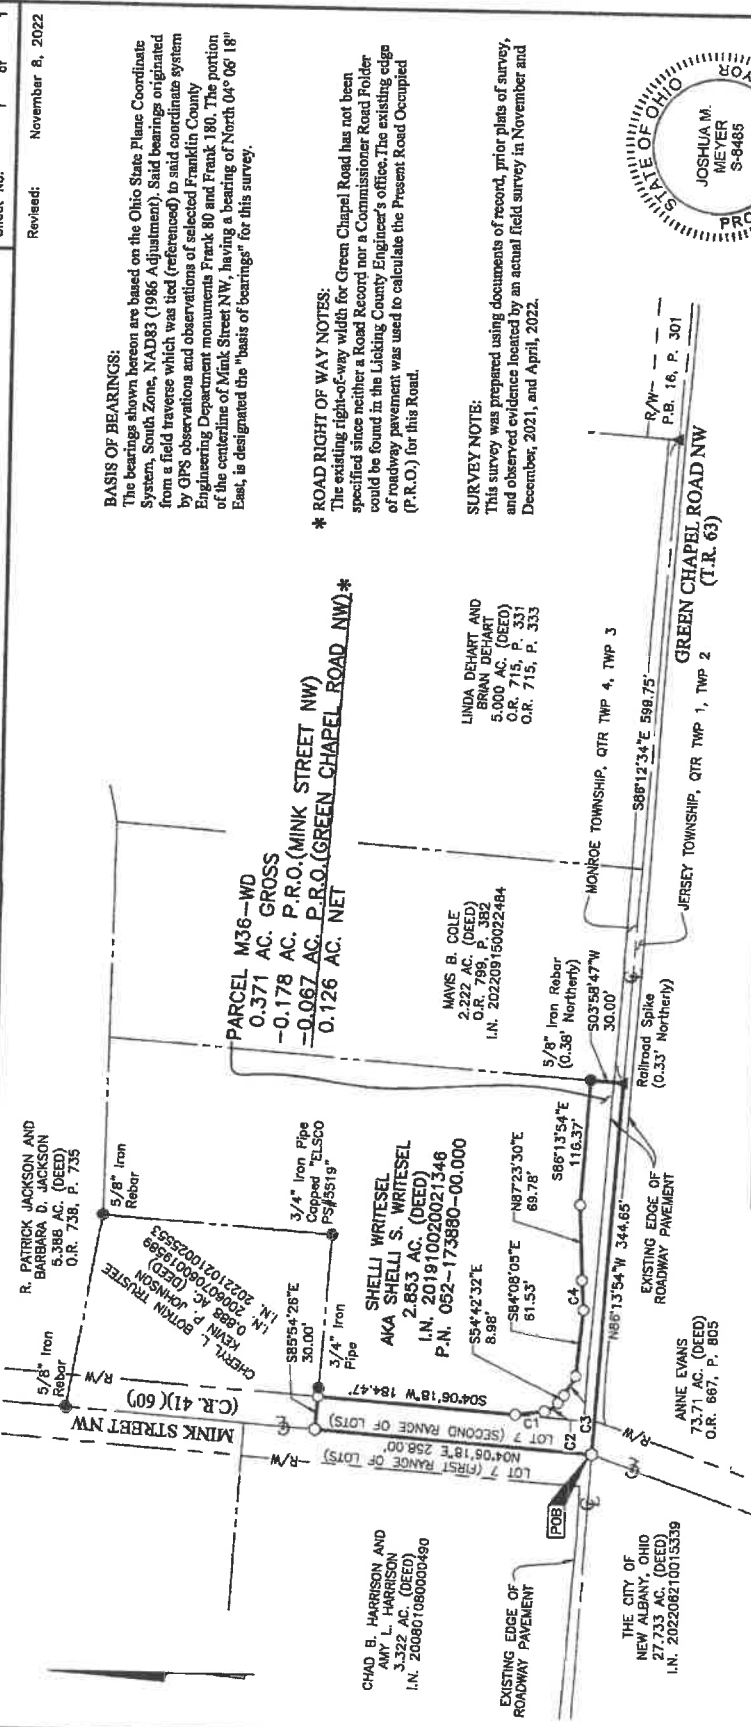 Revised: November 8, 2022
BASIS OF BEARINGS:
The bearings shown hereon are based on the Ohio State Plane Coordinate
System, South Zone, NAD83 (1986 Adjustment). Said bearings originated
from a field traverse which was tied (referenced) to said coordinate system
by GPS observations and observations of selected Franklin County
Engineering Department monuments Frank 80 and Frank 180. The portion
of the centerline of Mink Street NW, having a bearing of North 04° 06' 18"
East, is designated the "basis of bearings" for this survey.
* ROAD RIGHT OF WAY NOTES:
The existing right-of-way width for Green Chapel Road has not been
specified since neither a Road Record nor a Commissioner Road Folder
could be found in the Licking County Engineer's office. The existing edge
of roadway pavement was used to calculate the Present Road Occupied
(P.R.O.) for this Road.
SURVEY NOTE:
This survey was prepared using documents of record, prior plats of survey,
and observed evidence located by an actual field survey in November and
December, 2021, and April, 2022.
STATE OF OHIO
JOSHUA M.
MEYER
S-8485
R. PATRICK JACKSON AND
BARBARA D. JACKSON
5.388 AC. (DEED)
O.R. 738, P. 735
5/8" Iron
Rebar
5/8" Iron
Rebar
PARCEL M36-WD
0.371 AC. GROSS
-0.178 AC. P.R.O.(MINK STREET NW)
-0.067 AC. P.R.O.(GREEN CHAPEL ROAD NW)*
0.126 AC. NET
R/W
(C.R. 41)(60')
MINK STREET NW
CHERYL L. BOTKIN TRUSTEE
KEVIN P. JOHNSON
0.888 AC. (DEED)
I.N. 200607060019589
I.N. 202210210025553
S85°54'26"E
30.00'
3/4" Iron
Pipe
3/4" Iron Pipe
Capped "ELSCO
PS#5519"
SHELLI WRITESEL
AKA SHELLI S. WRITESEL
2.853 AC. (DEED)
I.N. 201910020021346
P.N. 052-173880-00.000
S04°06'18"W 184.47'
LOT 7 (SECOND RANGE OF LOTS)
N04°06'18"E 258.00'
LOT 7 (FIRST RANGE OF LOTS)
R/W
MAVIS B. COLE
2.222 AC. (DEED)
O.R. 799, P. 382
I.N. 202209150022484
LINDA DEHART AND
BRIAN DEHART
5.000 AC. (DEED)
O.R. 715, P. 331
O.R. 715, P. 333
CHAD B. HARRISON AND
AMY L. HARRISON
3.322 AC. (DEED)
I.N. 200801080000490
C1
C2
C3
C4
S54°42'32"E
8.98'
S84°08'05"E
61.53'
N87°23'30"E
69.78'
S86°13'54"E
116.37'
5/8" Iron Rebar
(0.38' Northerly)
S03°58'47"W
30.00'
Railroad Spike
(0.33' Northerly)
MONROE TOWNSHIP, QTR TWP 4, TWP 3
S86°12'34"E 599.75'
R/W
P.B. 16, P. 301
GREEN CHAPEL ROAD NW
(T.R. 63)
JERSEY TOWNSHIP, QTR TWP 1, TWP 2
POB
N86°13'54"W 344.65'
EXISTING EDGE OF
ROADWAY PAVEMENT
EXISTING EDGE OF
ROADWAY PAVEMENT
R/W
ANNE EVANS
73.71 AC. (DEED)
O.R. 667, P. 805
THE CITY OF
NEW ALBANY, OHIO
27.733 AC. (DEED)
I.N. 202206210015339